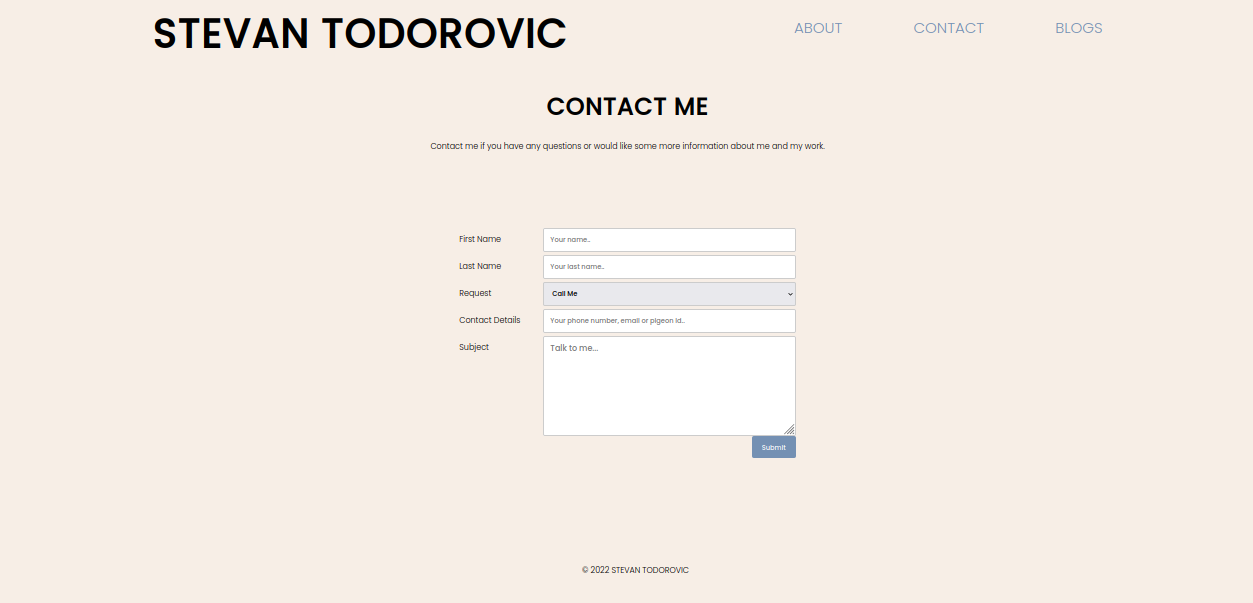 STEVAN TODOROVIC
ABOUT CONTACT BLOGS
CONTACT ME
Contact me if you have any questions or would like some more information about me and my work.
First Name Your name..
Last Name Your last name..
Request Call Me
Contact Details Your phone number, email or pigeon id..
Subject Talk to me...
Submit
© 2022 STEVAN TODOROVIC